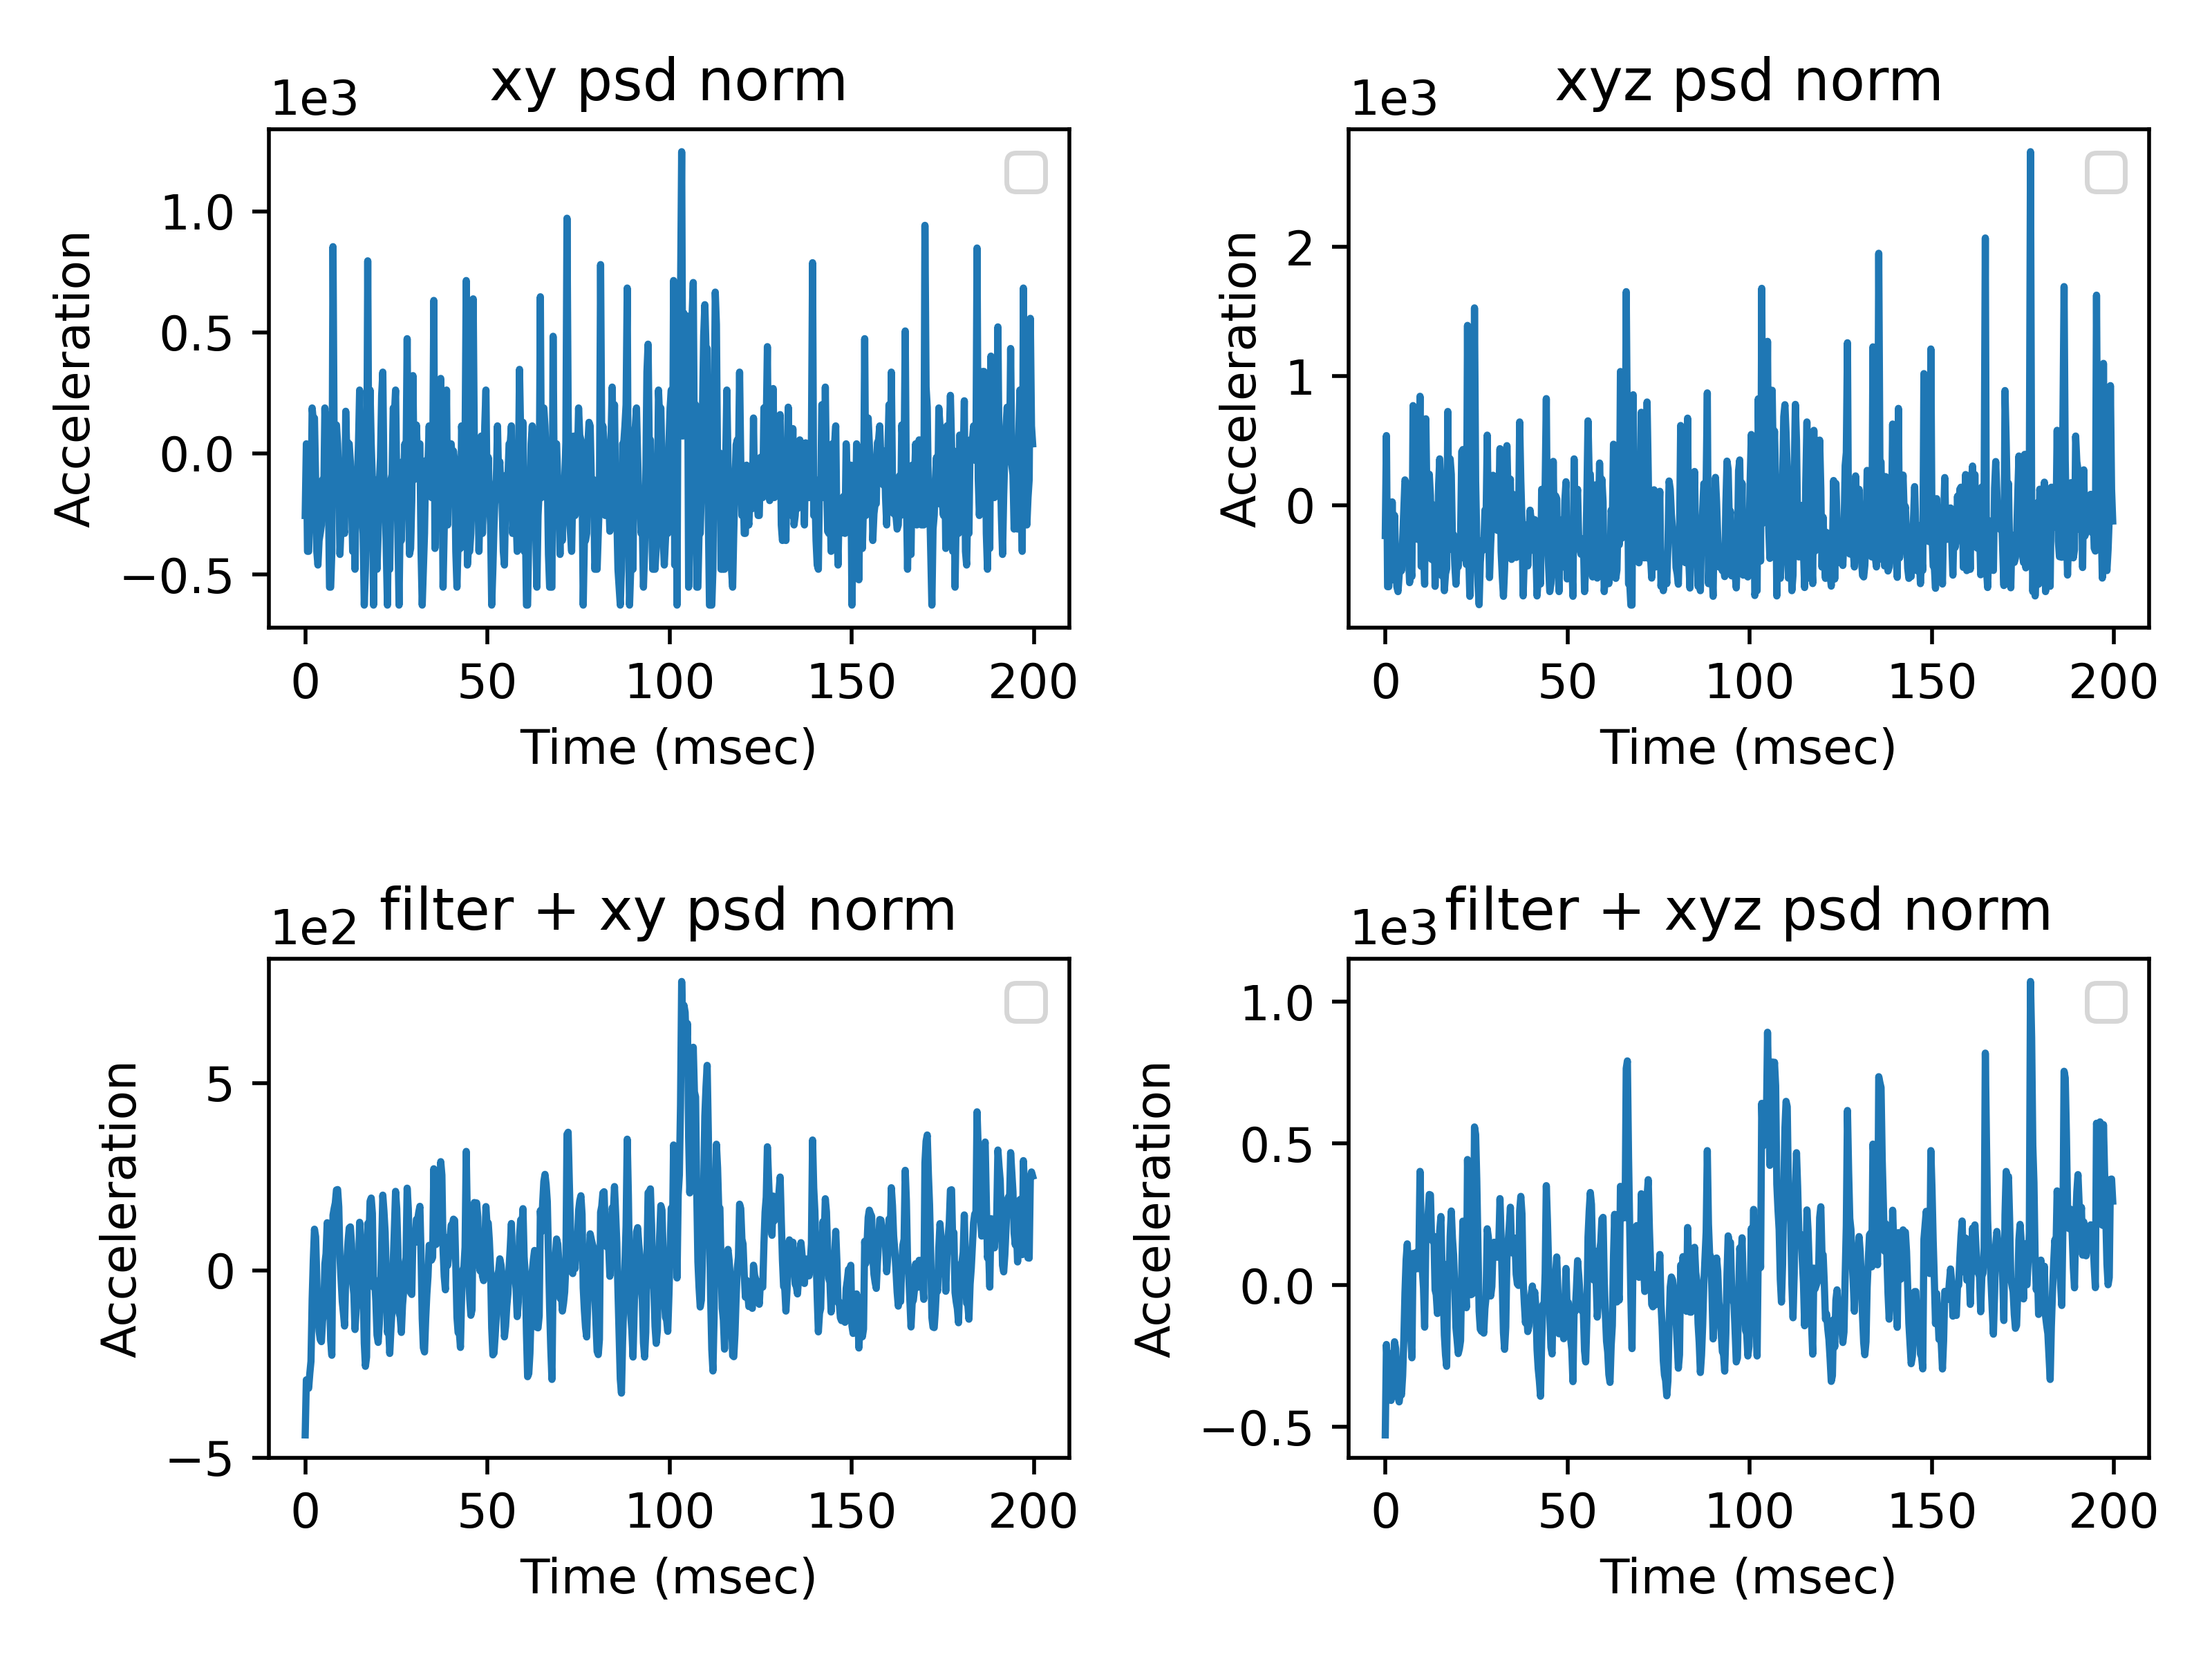 xy psd norm
1e3
1.0
0.5
0.0
−0.5
Acceleration
0 50 100 150 200
Time (msec)
xyz psd norm
1e3
2
1
0
Acceleration
0 50 100 150 200
Time (msec)
filter + xy psd norm
1e2
5
0
−5
Acceleration
0 50 100 150 200
Time (msec)
filter + xyz psd norm
1e3
1.0
0.5
0.0
−0.5
Acceleration
0 50 100 150 200
Time (msec)